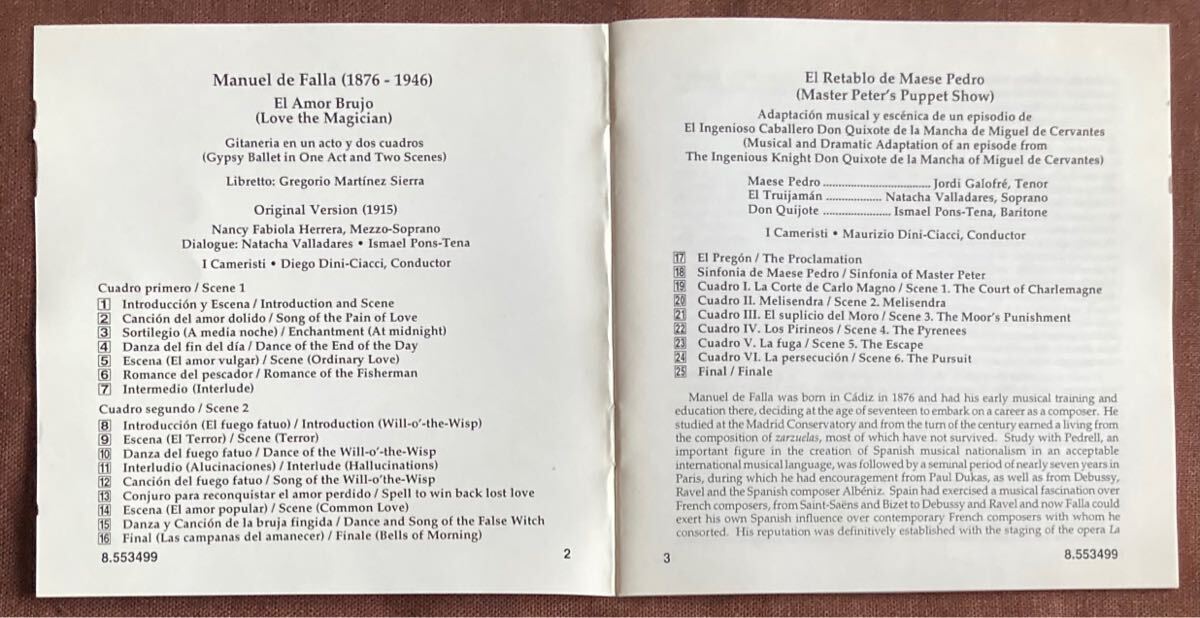 Manuel de Falla (1876 - 1946)
El Amor Brujo
(Love the Magician)
Gitaneria en un acto y dos cuadros
(Gypsy Ballet in One Act and Two Scenes)
Libretto: Gregorio Martínez Sierra
Original Version (1915)
Nancy Fabiola Herrera, Mezzo-Soprano
Dialogue: Natacha Valladares • Ismael Pons-Tena
I Cameristi • Diego Dini-Ciacci, Conductor
Cuadro primero / Scene 1
1 Introducción y Escena / Introduction and Scene
2 Canción del amor dolido / Song of the Pain of Love
3 Sortilegio (A media noche) / Enchantment (At midnight)
4 Danza del fin del día / Dance of the End of the Day
5 Escena (El amor vulgar) / Scene (Ordinary Love)
6 Romance del pescador / Romance of the Fisherman
7 Intermedio (Interlude)
Cuadro segundo / Scene 2
8 Introducción (El fuego fatuo) / Introduction (Will-o'-the-Wisp)
9 Escena (El Terror) / Scene (Terror)
10 Danza del fuego fatuo / Dance of the Will-o'-the-Wisp
11 Interludio (Alucinaciones) / Interlude (Hallucinations)
12 Canción del fuego fatuo / Song of the Will-o'the-Wisp
13 Conjuro para reconquistar el amor perdido / Spell to win back lost love
14 Escena (El amor popular) / Scene (Common Love)
15 Danza y Canción de la bruja fingida / Dance and Song of the False Witch
16 Final (Las campanas del amanecer) / Finale (Bells of Morning)
8.553499 2
El Retablo de Maese Pedro
(Master Peter's Puppet Show)
Adaptación musical y escénica de un episodio de
El Ingenioso Caballero Don Quixote de la Mancha de Miguel de Cervantes
(Musical and Dramatic Adaptation of an episode from
The Ingenious Knight Don Quixote de la Mancha of Miguel de Cervantes)
Maese Pedro ................................ Jordi Galofré, Tenor
El Truijamán ................. Natacha Valladares, Soprano
Don Quijote ..................... Ismael Pons-Tena, Baritone
I Cameristi • Maurizio Dini-Ciacci, Conductor
17 El Pregón / The Proclamation
18 Sinfonia de Maese Pedro / Sinfonia of Master Peter
19 Cuadro I. La Corte de Carlo Magno / Scene 1. The Court of Charlemagne
20 Cuadro II. Melisendra / Scene 2. Melisendra
21 Cuadro III. El suplicio del Moro / Scene 3. The Moor's Punishment
22 Cuadro IV. Los Pirineos / Scene 4. The Pyrenees
23 Cuadro V. La fuga / Scene 5. The Escape
24 Cuadro VI. La persecución / Scene 6. The Pursuit
25 Final / Finale
Manuel de Falla was born in Cádiz in 1876 and had his early musical training and
education there, deciding at the age of seventeen to embark on a career as a composer. He
studied at the Madrid Conservatory and from the turn of the century earned a living from
the composition of zarzuelas, most of which have not survived. Study with Pedrell, an
important figure in the creation of Spanish musical nationalism in an acceptable
international musical language, was followed by a seminal period of nearly seven years in
Paris, during which he had encouragement from Paul Dukas, as well as from Debussy,
Ravel and the Spanish composer Albéniz. Spain had exercised a musical fascination over
French composers, from Saint-Saëns and Bizet to Debussy and Ravel and now Falla could
exert his own Spanish influence over contemporary French composers with whom he
consorted. His reputation was definitively established with the staging of the opera La
3 8.553499